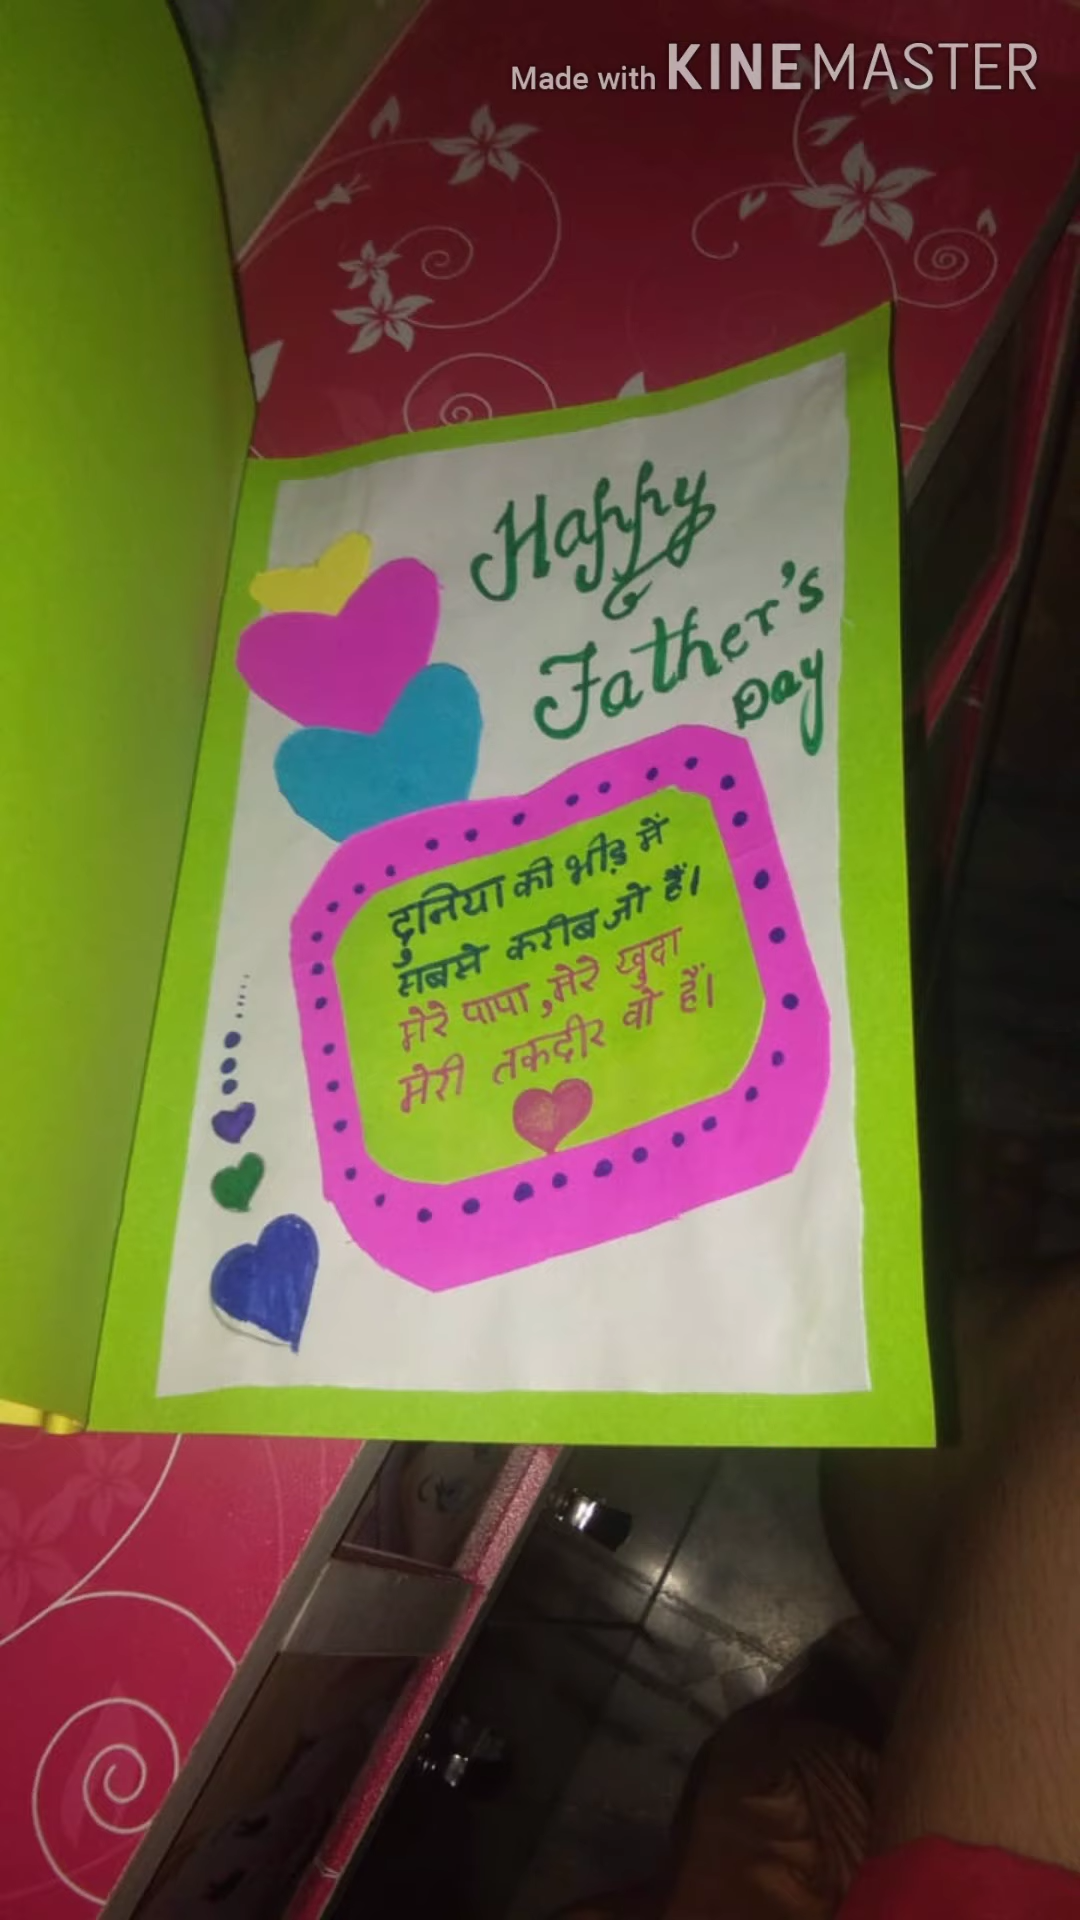 Made with KINEMASTER
Happy
Father's
Day
दुनिया की भीड़ में
सबसे करीब जो हैं।
मेरे पापा, मेरे खुदा
मेरी तकदीर वो हैं।